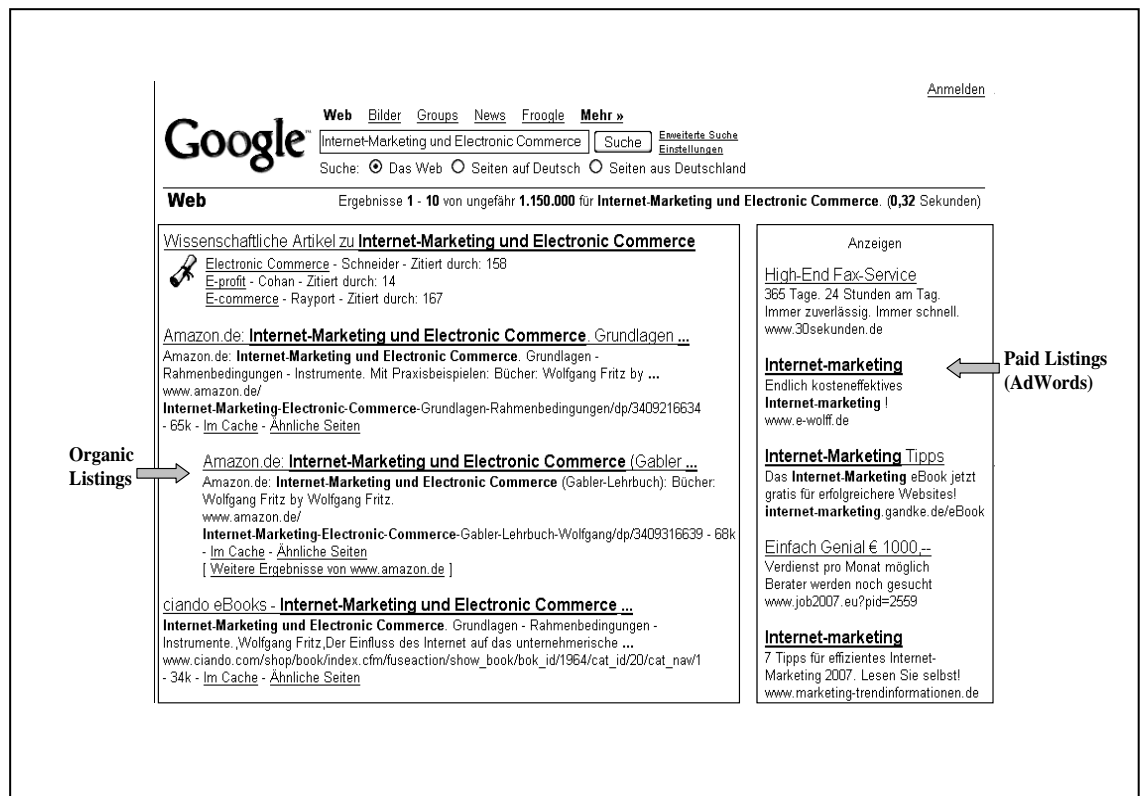 Anmelden
Google™
Web Bilder Groups News Froogle Mehr »
Internet-Marketing und Electronic Commerce Suche Erweiterte Suche
Einstellungen
Suche: Das Web Seiten auf Deutsch Seiten aus Deutschland
Web Ergebnisse 1 - 10 von ungefähr 1.150.000 für Internet-Marketing und Electronic Commerce. (0,32 Sekunden)
Organic
Listings
Wissenschaftliche Artikel zu Internet-Marketing und Electronic Commerce
Electronic Commerce - Schneider - Zitiert durch: 158
E-profit - Cohan - Zitiert durch: 14
E-commerce - Rayport - Zitiert durch: 167
Amazon.de: Internet-Marketing und Electronic Commerce. Grundlagen ...
Amazon.de: Internet-Marketing und Electronic Commerce. Grundlagen -
Rahmenbedingungen - Instrumente. Mit Praxisbeispielen: Bücher: Wolfgang Fritz by ...
www.amazon.de/
Internet-Marketing-Electronic-Commerce-Grundlagen-Rahmenbedingungen/dp/3409216634
- 65k - Im Cache - Ähnliche Seiten
Amazon.de: Internet-Marketing und Electronic Commerce (Gabler ...
Amazon.de: Internet-Marketing und Electronic Commerce (Gabler-Lehrbuch): Bücher:
Wolfgang Fritz by Wolfgang Fritz.
www.amazon.de/
Internet-Marketing-Electronic-Commerce-Gabler-Lehrbuch-Wolfgang/dp/3409316639 - 68k
- Im Cache - Ähnliche Seiten
[ Weitere Ergebnisse von www.amazon.de ]
ciando eBooks - Internet-Marketing und Electronic Commerce ...
Internet-Marketing und Electronic Commerce. Grundlagen - Rahmenbedingungen -
Instrumente.,Wolfgang Fritz,Der Einfluss des Internet auf das unternehmerische ...
www.ciando.com/shop/book/index.cfm/fuseaction/show_book/bok_id/1964/cat_id/20/cat_nav/1
- 34k - Im Cache - Ähnliche Seiten
Anzeigen
High-End Fax-Service
365 Tage. 24 Stunden am Tag.
Immer zuverlässig. Immer schnell.
www.30sekunden.de
Internet-marketing
Endlich kosteneffektives
Internet-marketing !
www.e-wolff.de
Internet-Marketing Tipps
Das Internet-Marketing eBook jetzt
gratis für erfolgreichere Websites!
internet-marketing.gandke.de/eBook
Einfach Genial € 1000,--
Verdienst pro Monat möglich
Berater werden noch gesucht
www.job2007.eu?pid=2559
Internet-marketing
7 Tipps für effizientes Internet-
Marketing 2007. Lesen Sie selbst!
www.marketing-trendinformationen.de
Paid Listings
(AdWords)